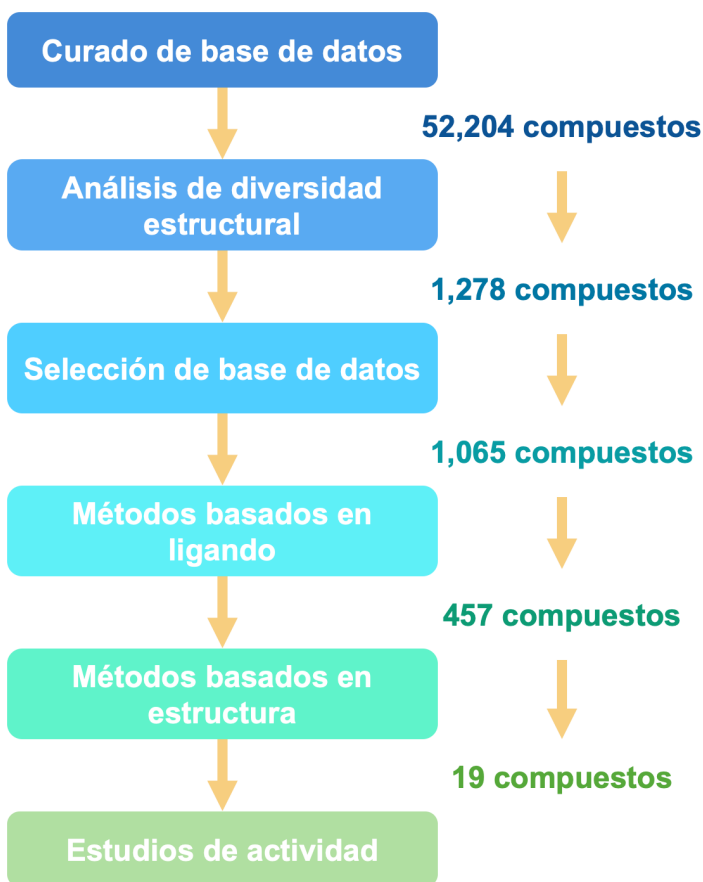 Curado de base de datos
52,204 compuestos
Análisis de diversidad
estructural
1,278 compuestos
Selección de base de datos
1,065 compuestos
Métodos basados en
ligando
457 compuestos
Métodos basados en
estructura
19 compuestos
Estudios de actividad